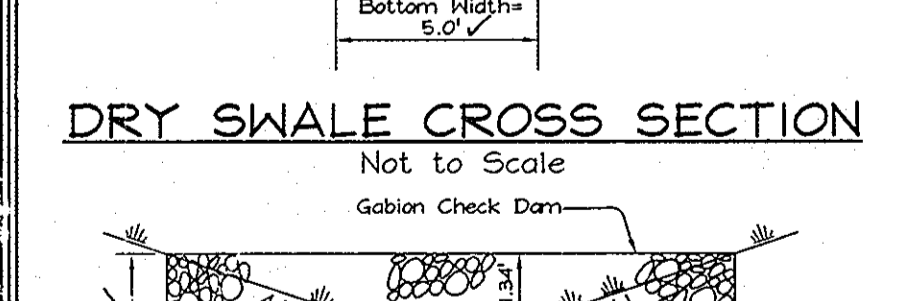 Bottom Width=
5.0' ✓
DRY SWALE CROSS SECTION
Not to Scale
Gabion Check Dam
1.34'